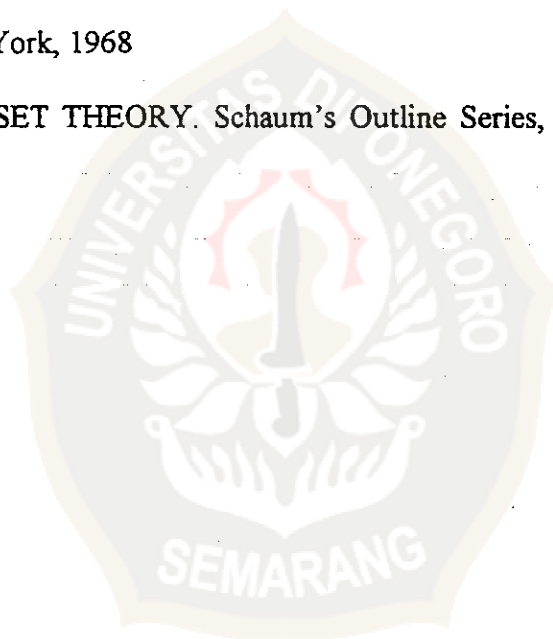 York, 1968
SET THEORY. Schaum's Outline Series,
UNIVERSITAS DIPONEGORO
SEMARANG